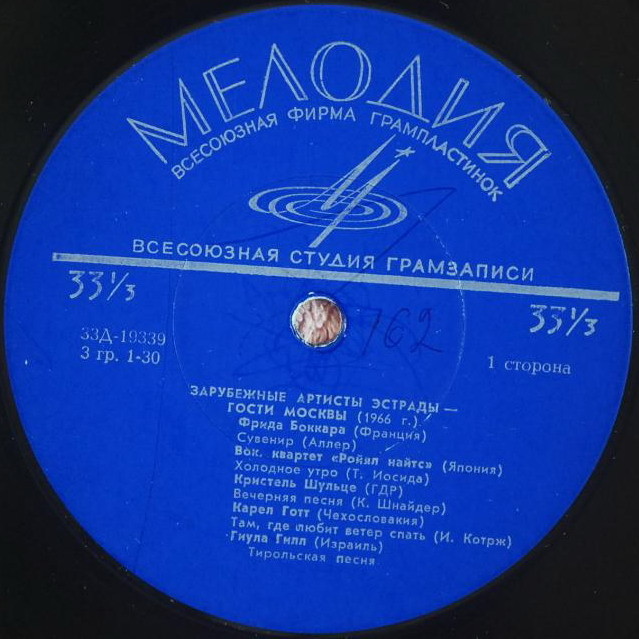 МЕЛОДИЯ
ВСЕСОЮЗНАЯ ФИРМА ГРАМПЛАСТИНОК
ВСЕСОЮЗНАЯ СТУДИЯ ГРАМЗАПИСИ
33⅓
33⅓
33Д-19339
3 гр. 1-30
162
1 сторона
ЗАРУБЕЖНЫЕ АРТИСТЫ ЭСТРАДЫ —
ГОСТИ МОСКВЫ (1966 г.)
Фрида Боккара (Франция)
Сувенир (Аллер)
Вок. квартет «Ройял найтс» (Япония)
Холодное утро (Т. Иосида)
Кристель Шульце (ГДР)
Вечерняя песня (К. Шнайдер)
Карел Готт (Чехословакия)
Там, где любит ветер спать (И. Котрж)
Гиула Гилл (Израиль)
Тирольская песня